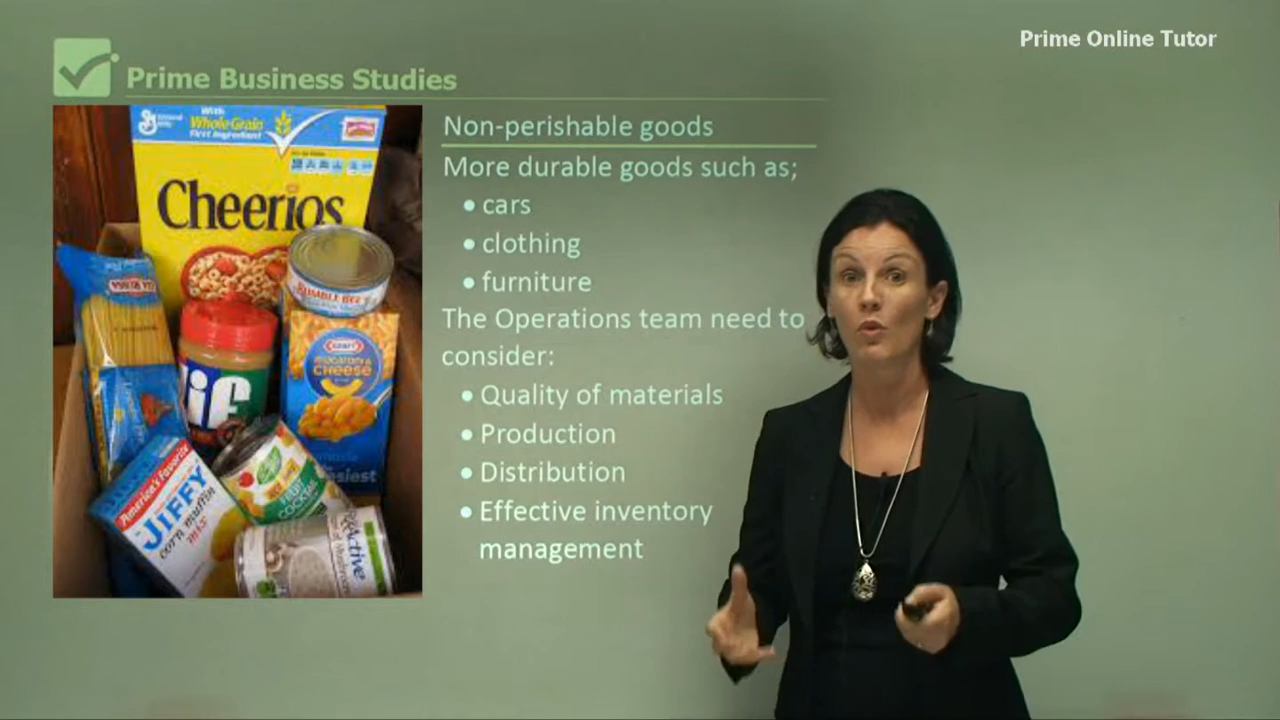 Prime Online Tutor
Prime Business Studies
Non-perishable goods
More durable goods such as;
• cars
• clothing
• furniture
The Operations team need to
consider:
• Quality of materials
• Production
• Distribution
• Effective inventory
management
With
Whole Grain
First Ingredient
Cheerios
BUMBLE BEE
KRAFT
MACARONI &
CHEESE
Jif
easiest
America's Favorite
JIFFY
corn muffin
mix
COCKTAIL